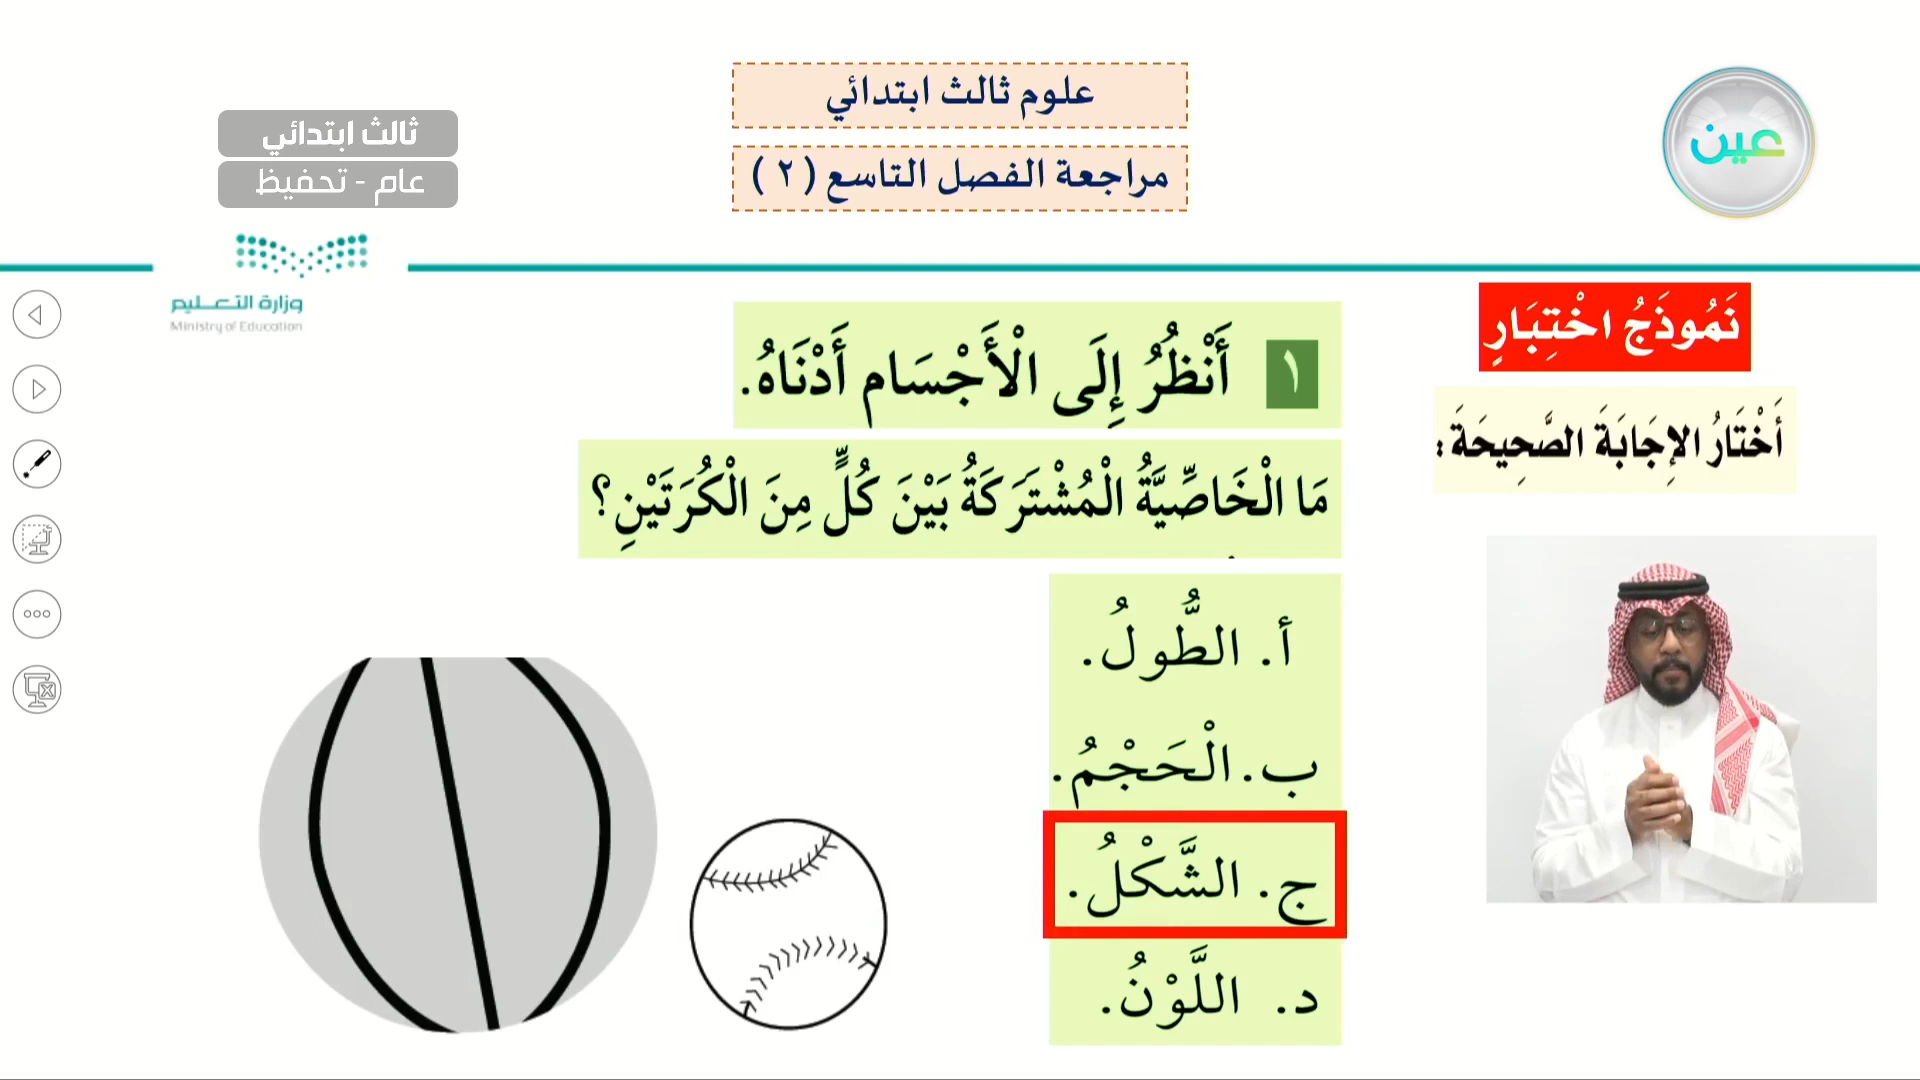 علوم ثالث ابتدائي
مراجعة الفصل التاسع ( ٢ )
عين
ثالث ابتدائي
عام - تحفيظ
وزارة التعليم
Ministry of Education
نَمُوذَجُ اخْتِبَارٍ
أَخْتَارُ الإِجَابَةَ الصَّحِيحَةَ :
١ أَنْظُرُ إِلَى الْأَجْسَام أَدْنَاهُ.
مَا الْخَاصِّيَّةُ الْمُشْتَرَكَةُ بَيْنَ كُلٍّ مِنَ الْكُرَتَيْنِ؟
أ. الطُّولُ.
ب. الْحَجْمُ.
ج. الشَّكْلُ.
د. اللَّوْنُ.